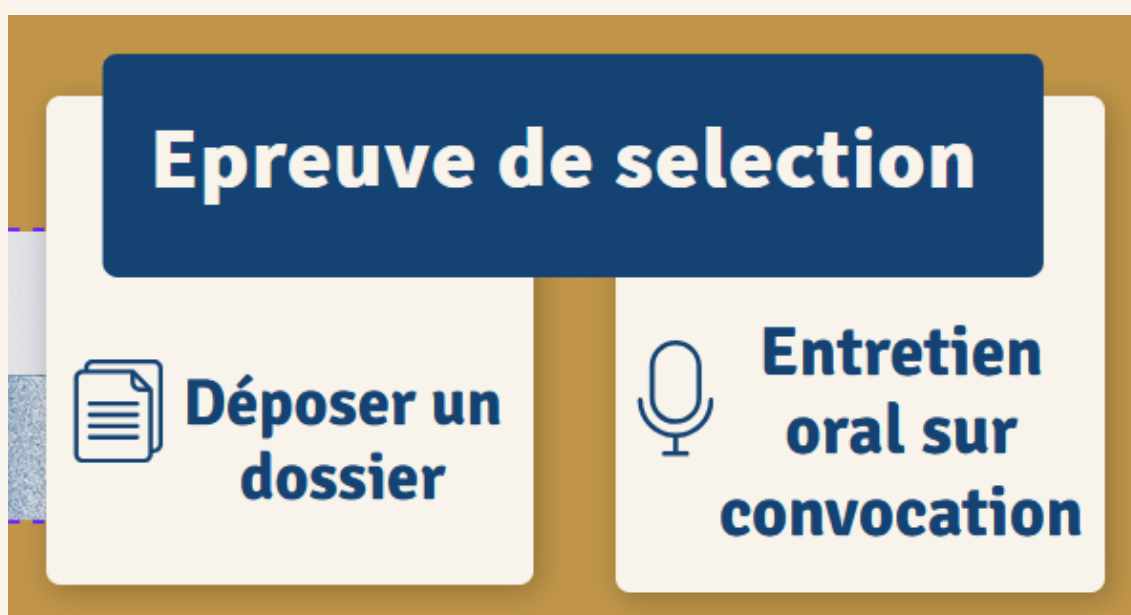 Epreuve de selection
Déposer un
dossier
Entretien
oral sur
convocation